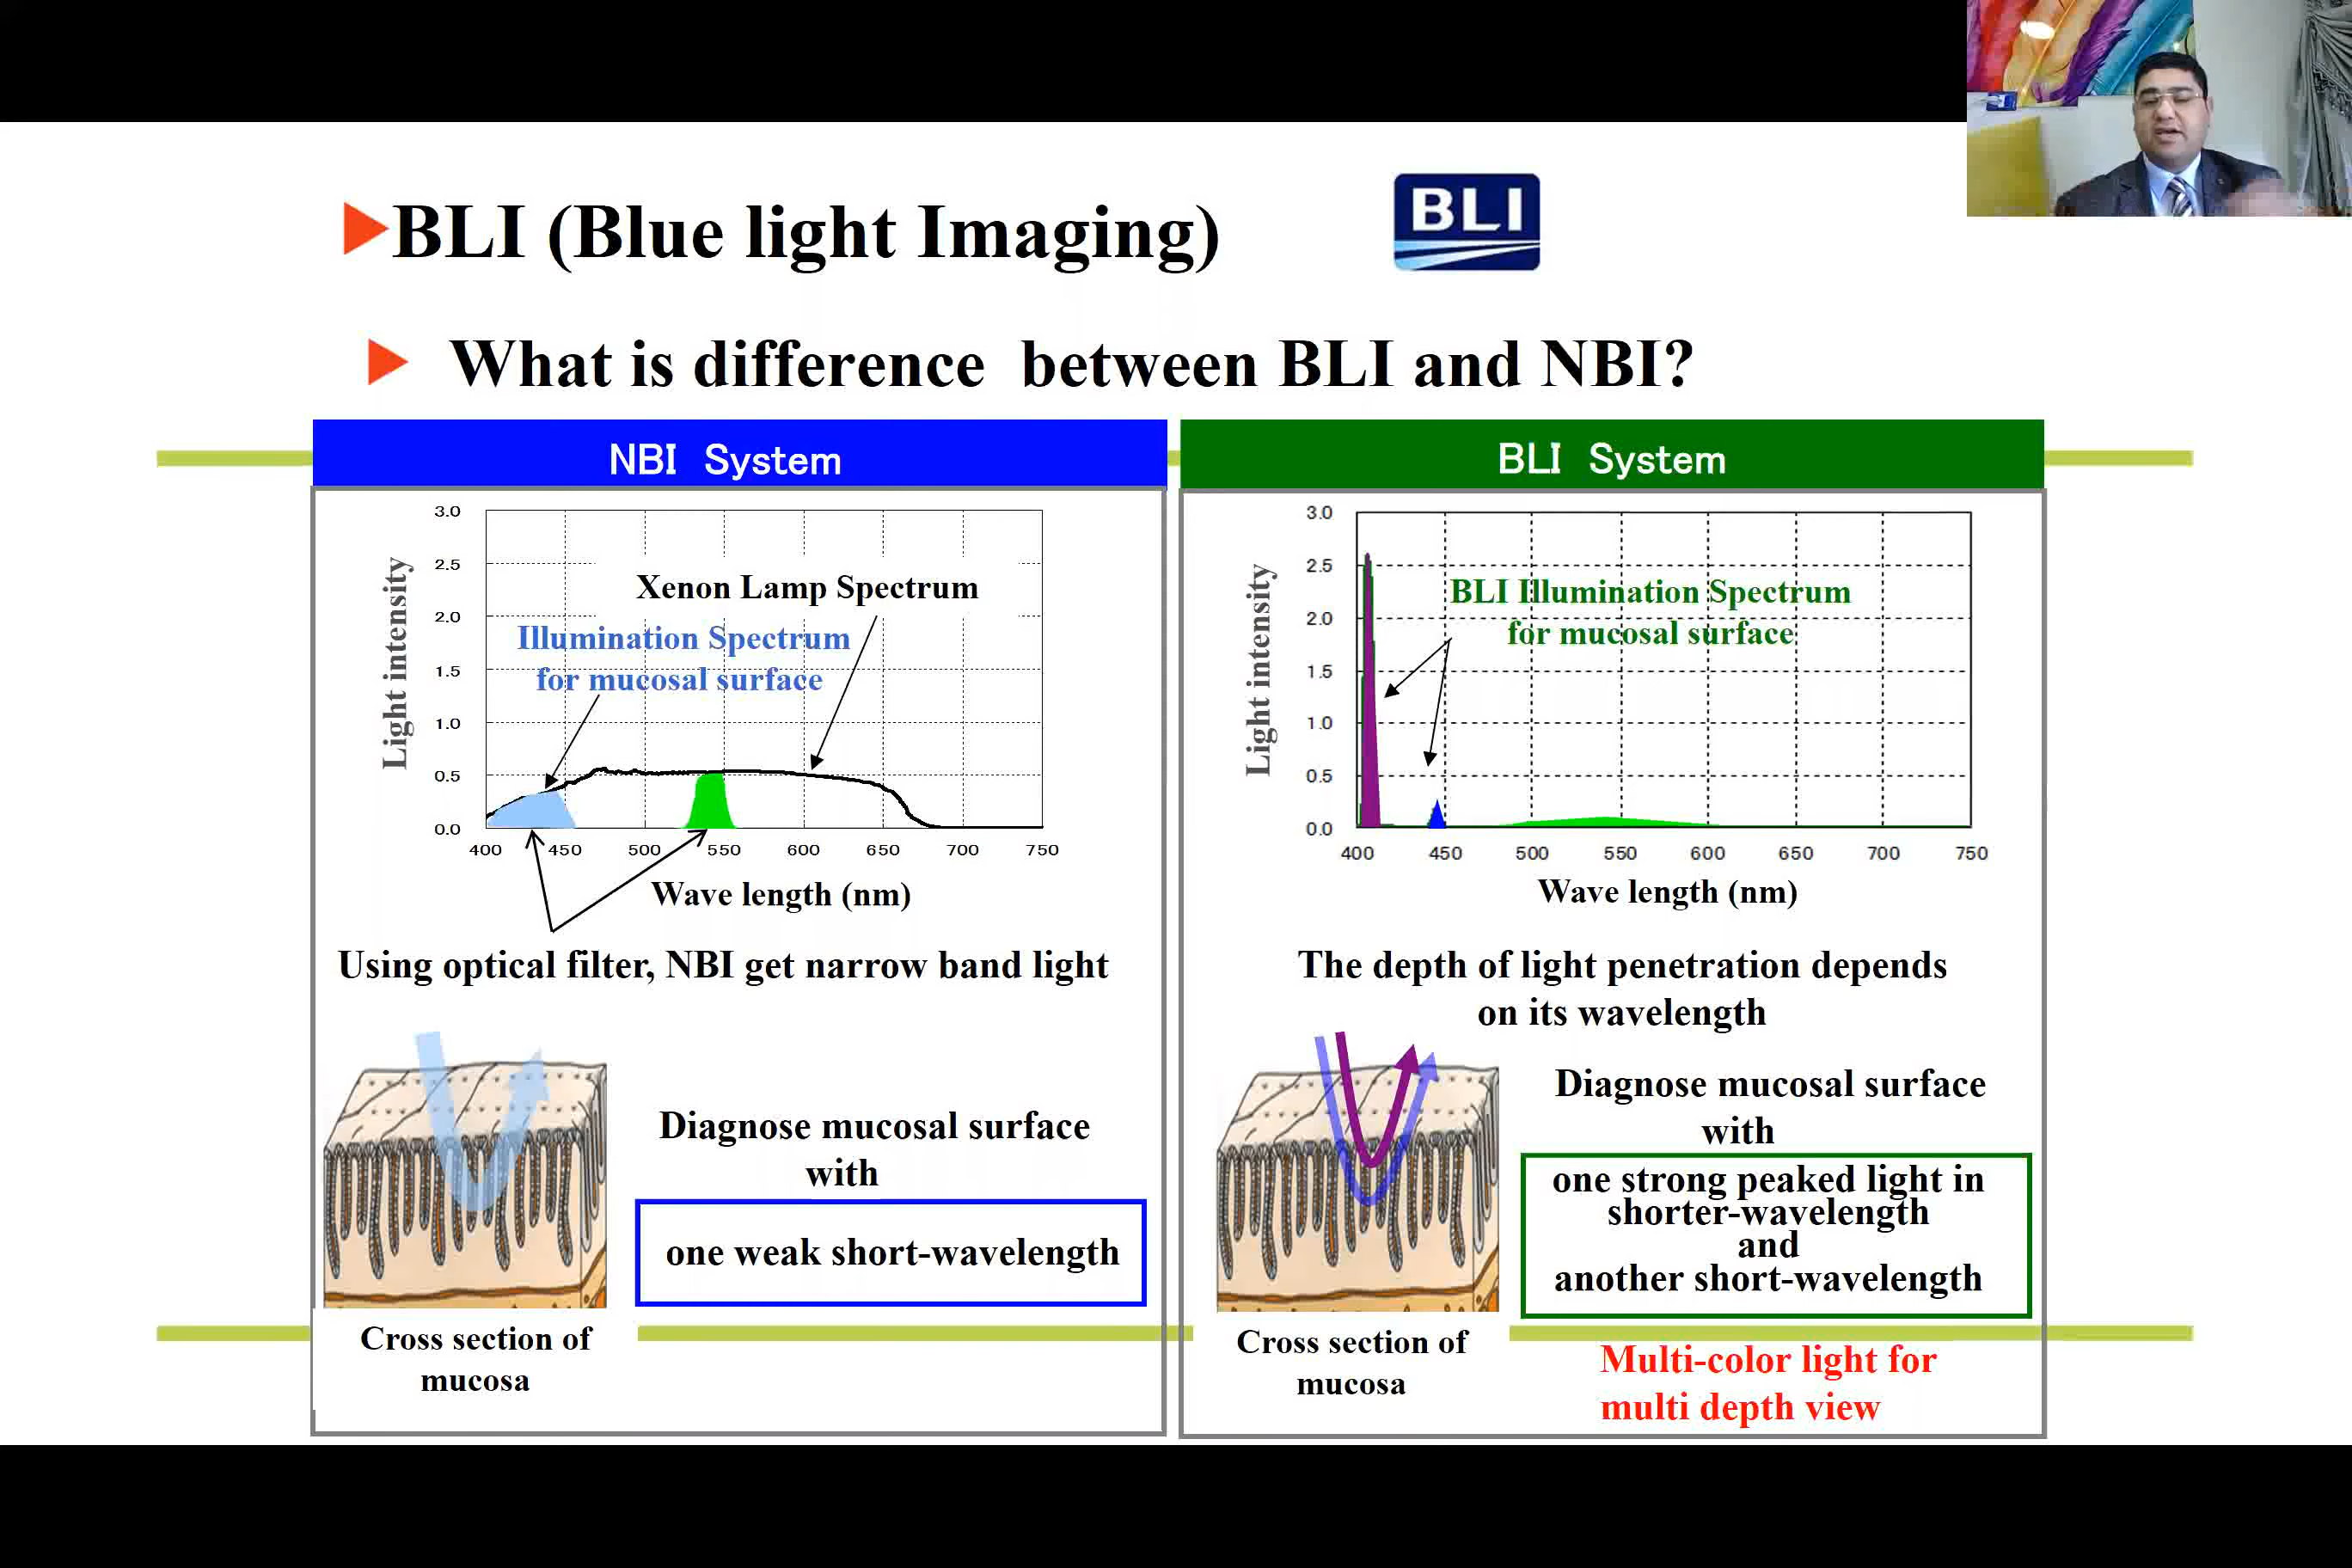 BLI (Blue light Imaging)
BLI
What is difference between BLI and NBI?
NBI System
3.0
2.5
2.0
1.5
1.0
0.5
0.0
Light intensity
Xenon Lamp Spectrum
Illumination Spectrum
for mucosal surface
400 450 500 550 600 650 700 750
Wave length (nm)
Using optical filter, NBI get narrow band light
Diagnose mucosal surface
with
one weak short-wavelength
Cross section of
mucosa
BLI System
3.0
2.5
2.0
1.5
1.0
0.5
0.0
Light intensity
BLI Illumination Spectrum
for mucosal surface
400 450 500 550 600 650 700 750
Wave length (nm)
The depth of light penetration depends
on its wavelength
Diagnose mucosal surface
with
one strong peaked light in
shorter-wavelength
and
another short-wavelength
Cross section of
mucosa
Multi-color light for
multi depth view